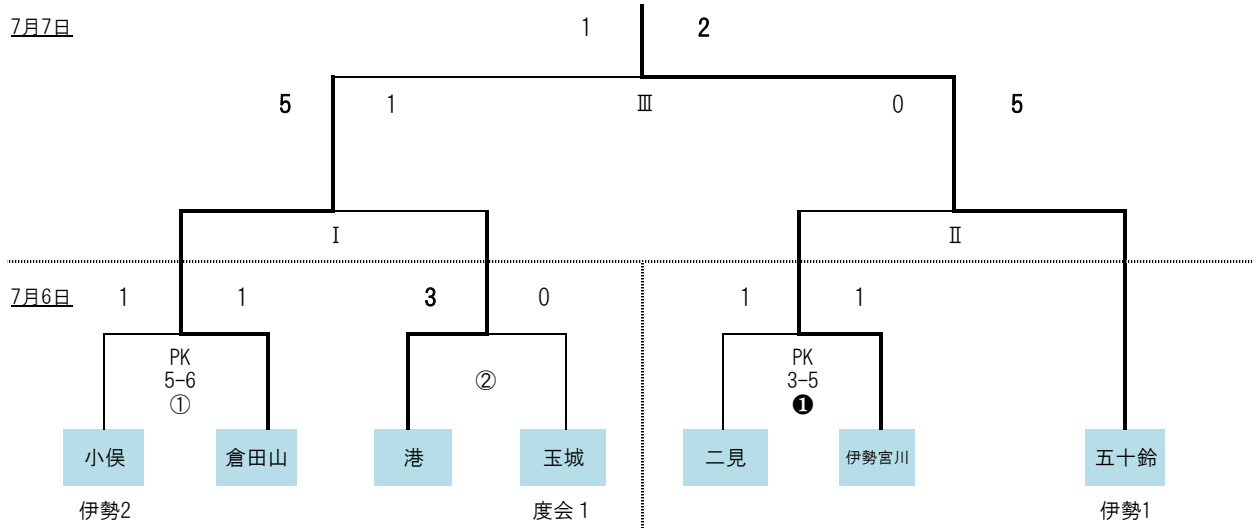 7月7日
1
2
5
1
Ⅲ
0
5
Ⅰ
Ⅱ
7月6日
1
1
3
0
1
1
PK
5-6
①
②
PK
3-5
❶
小俣
倉田山
港
玉城
二見
伊勢宮川
五十鈴
伊勢2
度会1
伊勢1